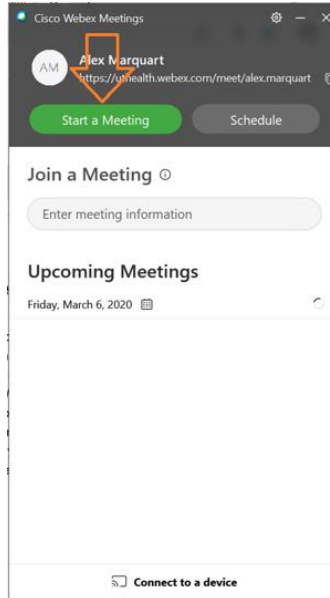 Cisco Webex Meetings
AM
Alex Marquart
https://uthealth.webex.com/meet/alex.marquart
Start a Meeting
Schedule
Join a Meeting
Enter meeting information
Upcoming Meetings
Friday, March 6, 2020
Connect to a device